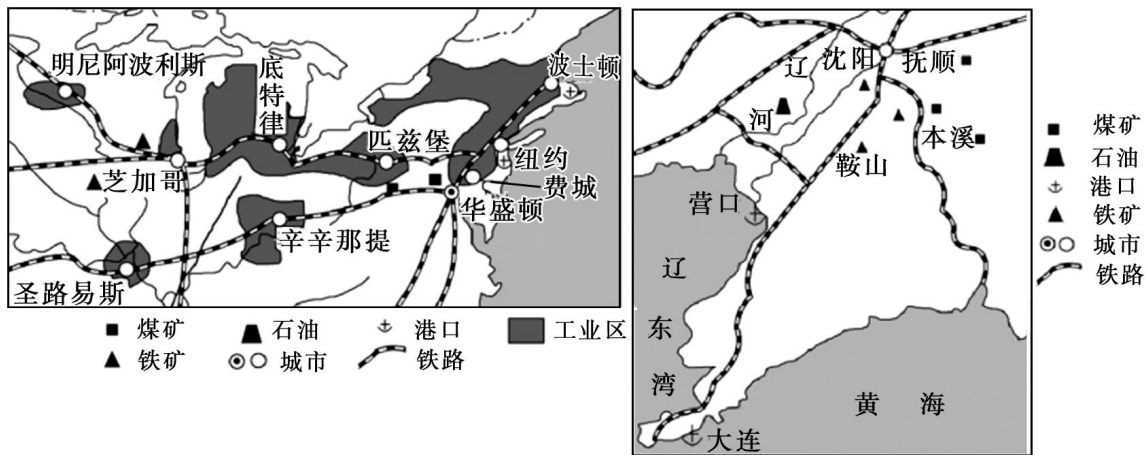 明尼阿波利斯
底特律
波士顿
匹兹堡
纽约
芝加哥
费城
华盛顿
辛辛那提
圣路易斯
煤矿
石油
港口
工业区
铁矿
城市
铁路
沈阳
抚顺
辽河
本溪
鞍山
营口
辽东湾
黄海
大连
煤矿
石油
港口
铁矿
城市
铁路